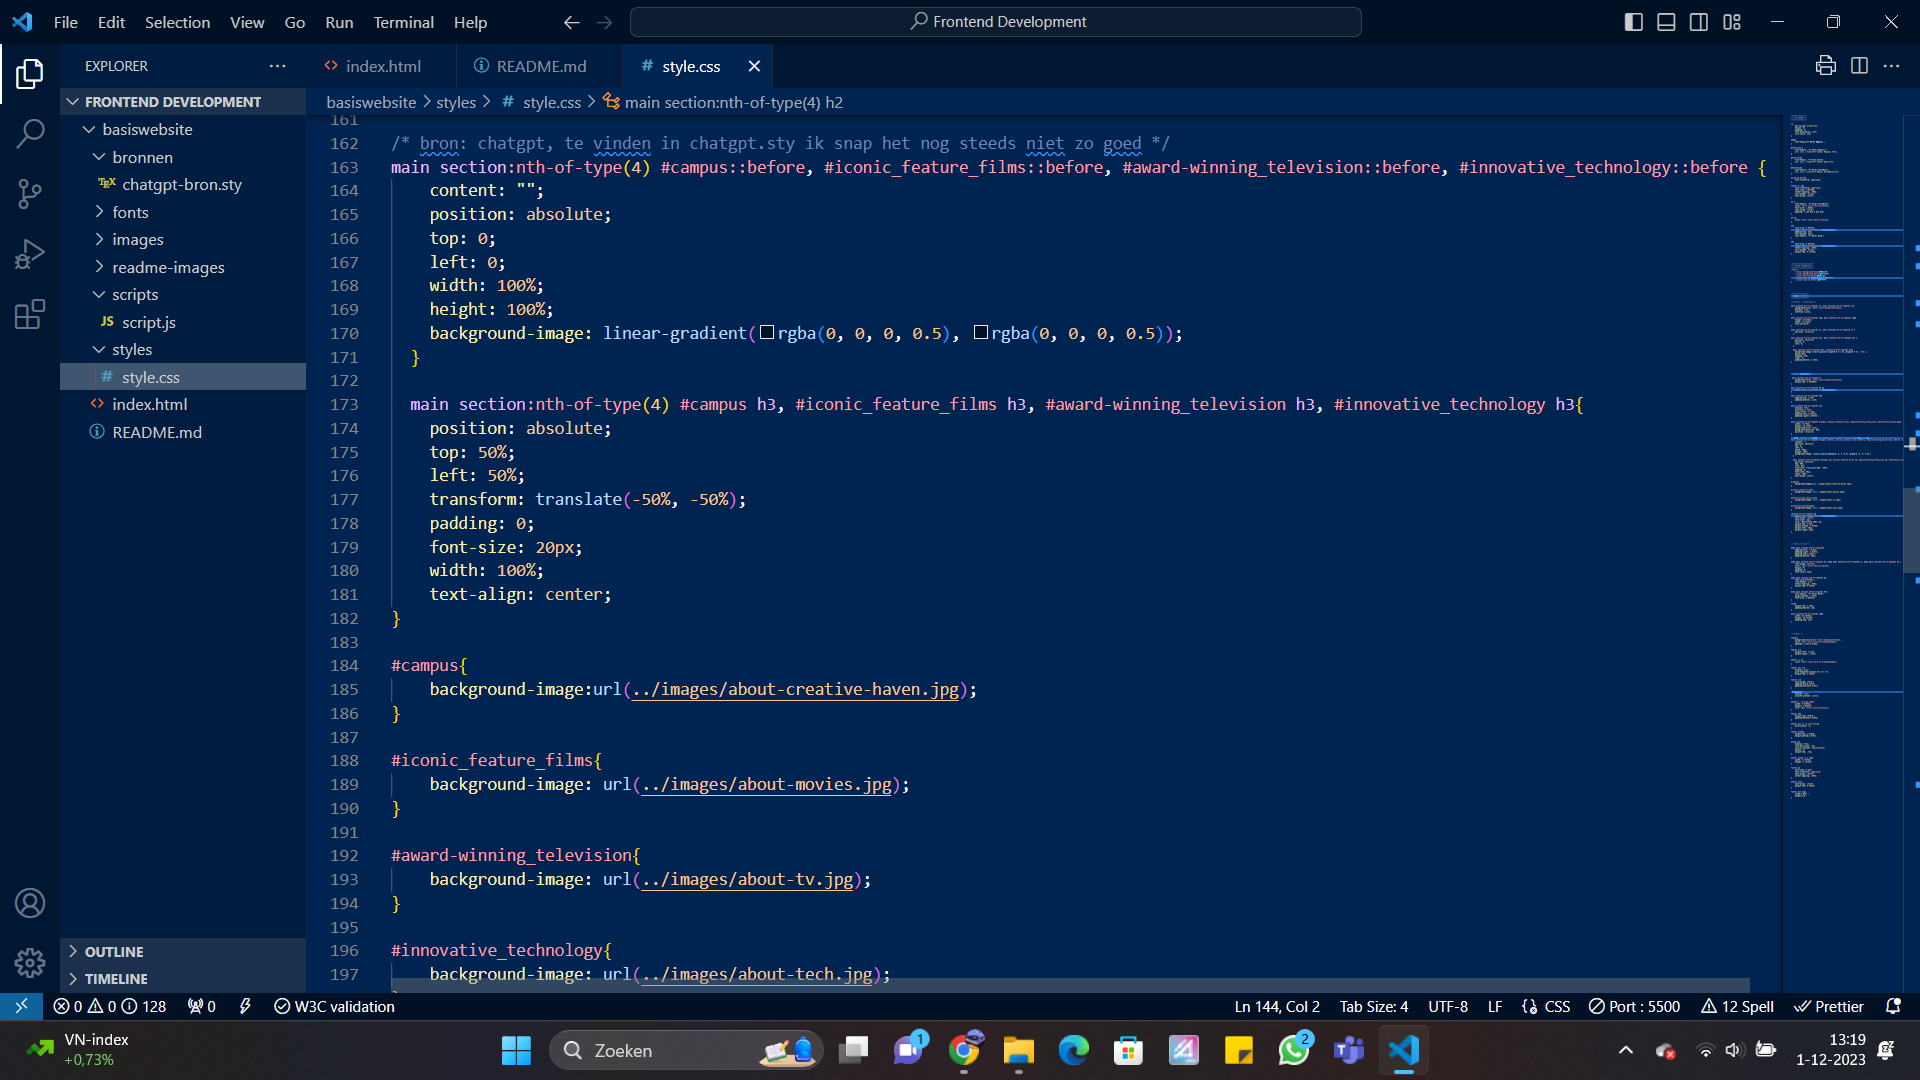 File Edit Selection View Go Run Terminal Help
Frontend Development
EXPLORER
index.html
README.md
# style.css
FRONTEND DEVELOPMENT
basiswebsite > styles > # style.css > main section:nth-of-type(4) h2
basiswebsite
bronnen
TEX chatgpt-bron.sty
fonts
images
readme-images
scripts
JS script.js
styles
# style.css
index.html
README.md
OUTLINE
TIMELINE
161
162 /* bron: chatgpt, te vinden in chatgpt.sty ik snap het nog steeds niet zo goed */
163 main section:nth-of-type(4) #campus::before, #iconic_feature_films::before, #award-winning_television::before, #innovative_technology::before {
164 content: "";
165 position: absolute;
166 top: 0;
167 left: 0;
168 width: 100%;
169 height: 100%;
170 background-image: linear-gradient(rgba(0, 0, 0, 0.5), rgba(0, 0, 0, 0.5));
171 }
172
173 main section:nth-of-type(4) #campus h3, #iconic_feature_films h3, #award-winning_television h3, #innovative_technology h3{
174 position: absolute;
175 top: 50%;
176 left: 50%;
177 transform: translate(-50%, -50%);
178 padding: 0;
179 font-size: 20px;
180 width: 100%;
181 text-align: center;
182 }
183
184 #campus{
185 background-image:url(../images/about-creative-haven.jpg);
186 }
187
188 #iconic_feature_films{
189 background-image: url(../images/about-movies.jpg);
190 }
191
192 #award-winning_television{
193 background-image: url(../images/about-tv.jpg);
194 }
195
196 #innovative_technology{
197 background-image: url(../images/about-tech.jpg);
0 0 128 0 W3C validation
Ln 144, Col 2 Tab Size: 4 UTF-8 LF {} CSS Port : 5500 12 Spell Prettier
VN-index
+0,73%
Zoeken
1
2
13:19
1-12-2023